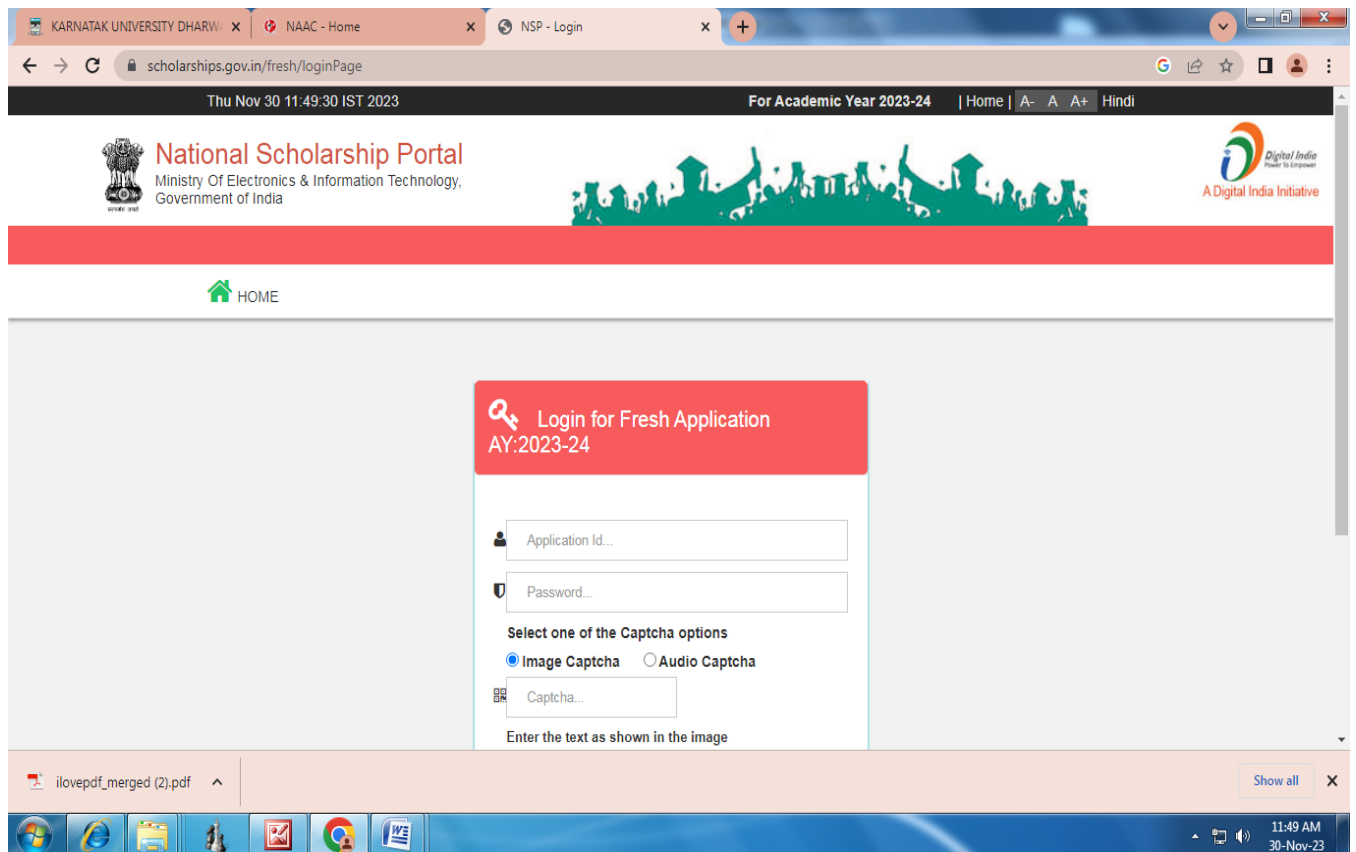 KARNATAK UNIVERSITY DHARW
NAAC - Home
NSP - Login
scholarships.gov.in/fresh/loginPage
Thu Nov 30 11:49:30 IST 2023
For Academic Year 2023-24 | Home | A- A A+ Hindi
National Scholarship Portal
Ministry Of Electronics & Information Technology,
Government of India
Digital India
Power To Empower
A Digital India Initiative
HOME
Login for Fresh Application
AY:2023-24
Application Id...
Password...
Select one of the Captcha options
Image Captcha Audio Captcha
Captcha...
Enter the text as shown in the image
ilovepdf_merged (2).pdf
Show all
11:49 AM
30-Nov-23